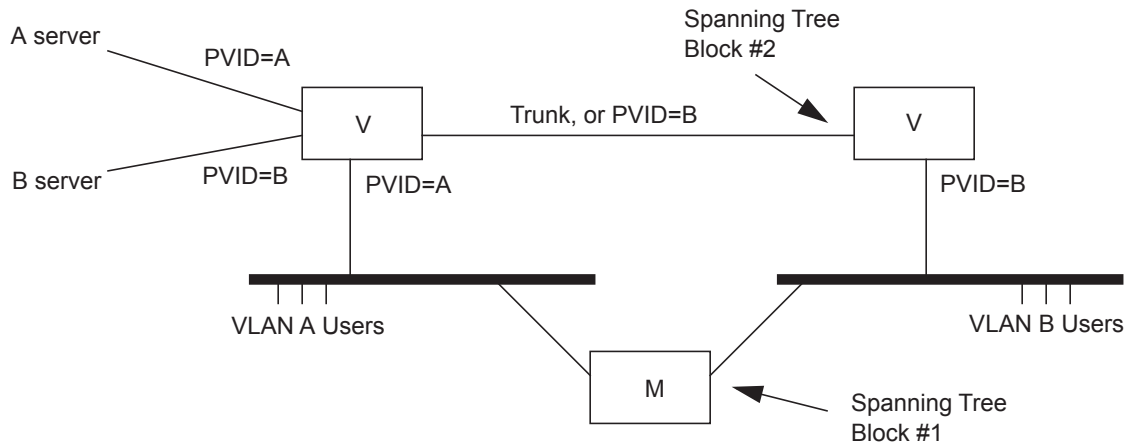 Spanning Tree
Block #2
A server
PVID=A
V
Trunk, or PVID=B
V
B server
PVID=B
PVID=A
PVID=B
VLAN A Users
VLAN B Users
M
Spanning Tree
Block #1